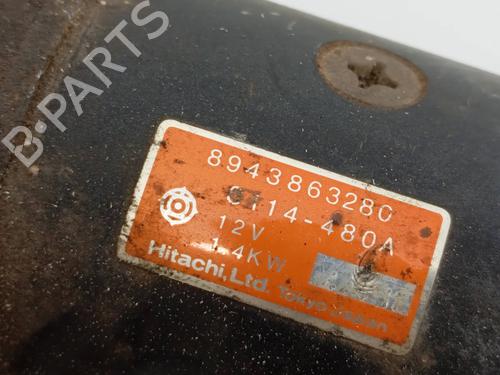 B-PARTS
8943863280
S114-480A
12V
1.4KW
Hitachi, Ltd. Tokyo Japan